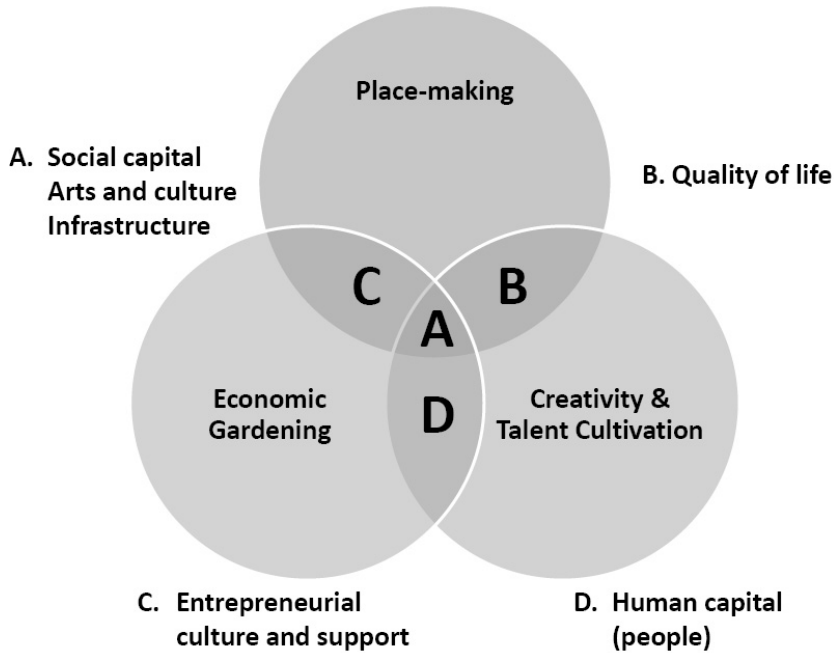 Place-making
A. Social capital
Arts and culture
Infrastructure
B. Quality of life
C
B
A
Economic
Gardening
D
Creativity &
Talent Cultivation
C. Entrepreneurial
culture and support
D. Human capital
(people)